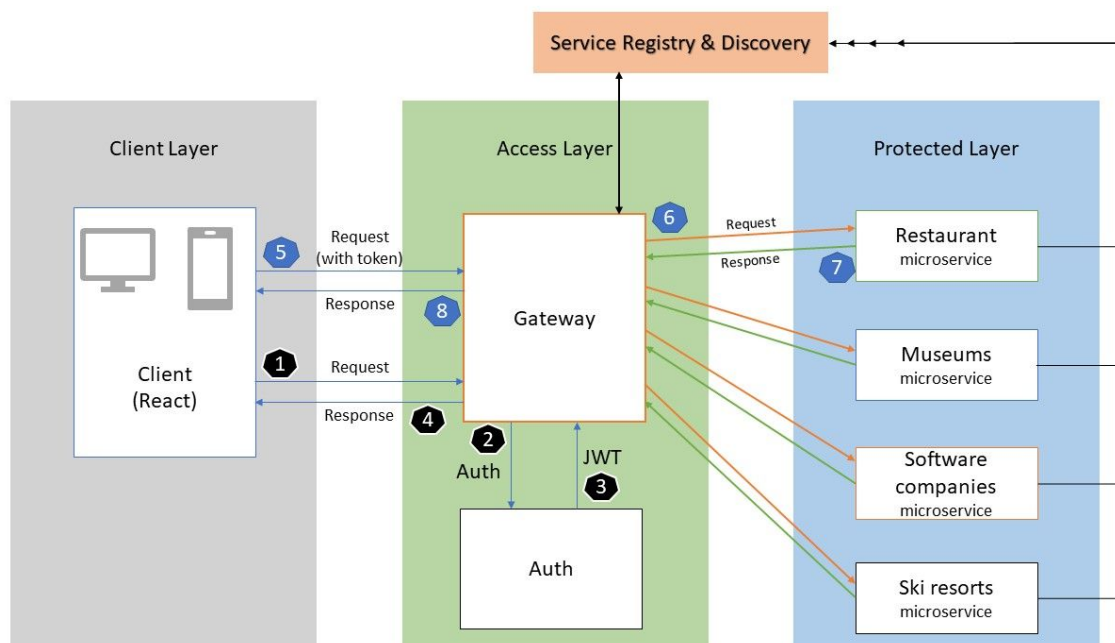 Service Registry & Discovery
Client Layer
Access Layer
Protected Layer
6
Request
Response
7
Restaurant
microservice
5
Request
(with token)
Response
8
Gateway
Museums
microservice
1
Request
Client
(React)
Response
4
2
Auth
JWT
3
Software
companies
microservice
Auth
Ski resorts
microservice